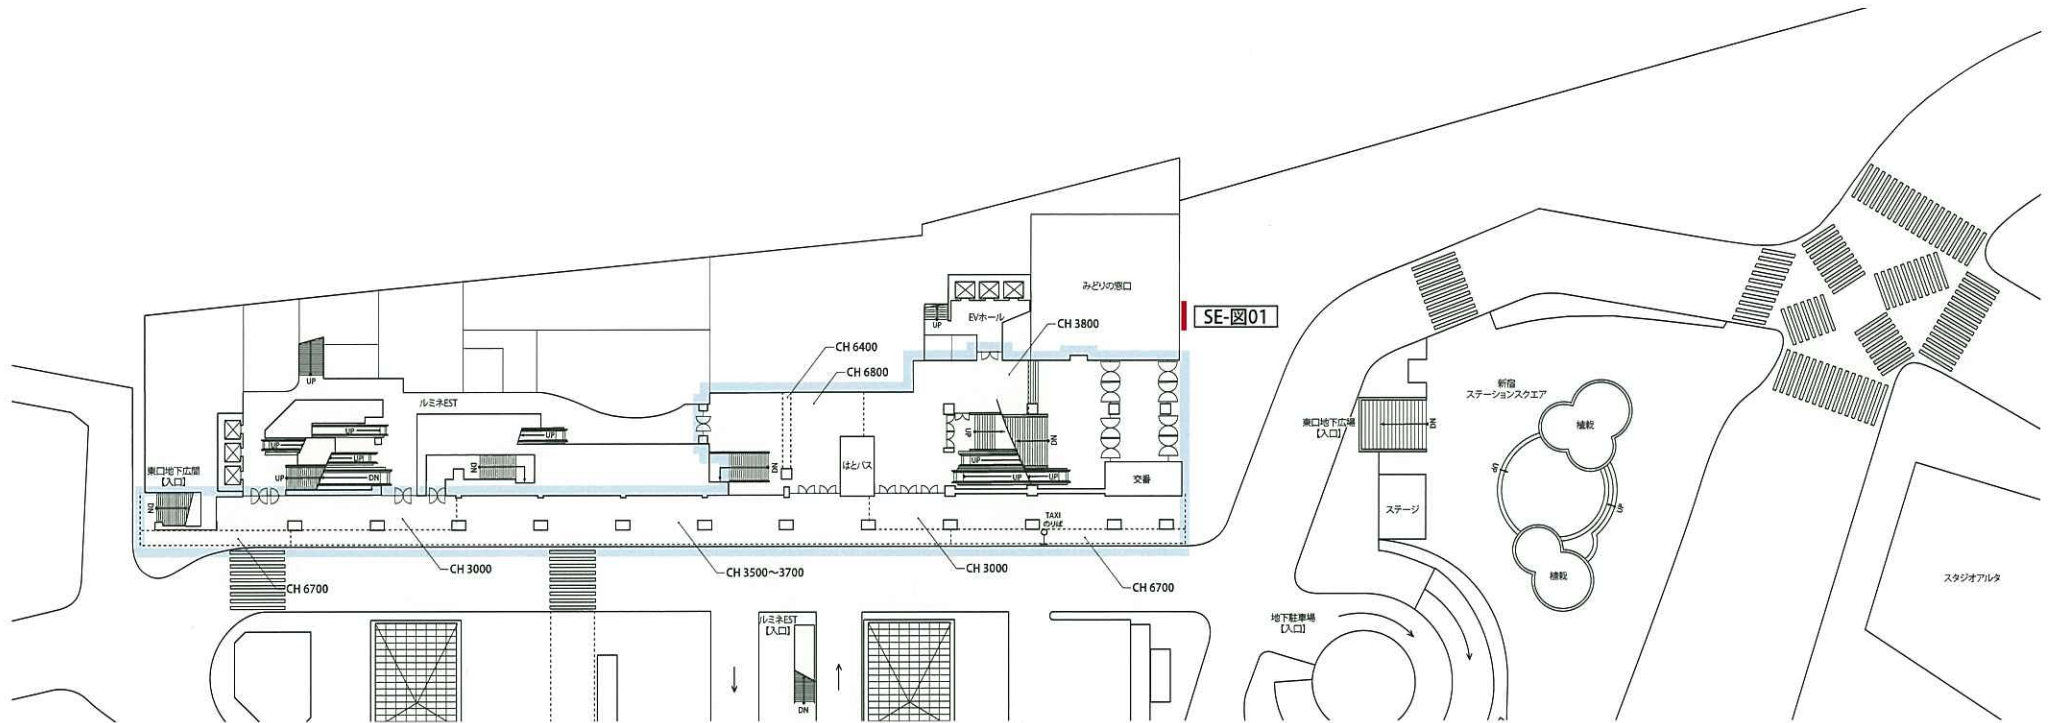 みどりの窓口
SE-図01
EVホール
UP
CH 3800
CH 6400
CH 6800
UP
ルミネEST
新宿
ステーションスクエア
植栽
東口地下広場
【入口】
DN
UP
UP
UP
UP
UP
DN
UP
DN
DN
はとバス
UP
DN
UP
UP
UP
交番
東口地下広間
【入口】
DN
UP
UP
ステージ
TAXI
のりば
CH 3000
CH 3500～3700
CH 3000
CH 6700
CH 6700
植栽
スタジオアルタ
ルミネEST
【入口】
DN
地下駐車場
【入口】